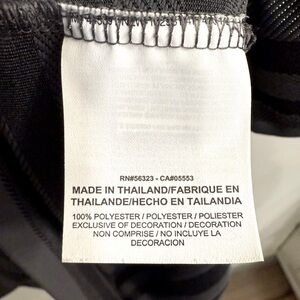 RN#56323 - CA#05553
MADE IN THAILAND/FABRIQUE EN
THAILANDE/HECHO EN TAILANDIA
100% POLYESTER / POLYESTER / POLIESTER
EXCLUSIVE OF DECORATION / DECORATION
NON COMPRISE / NO INCLUYE LA
DECORACION